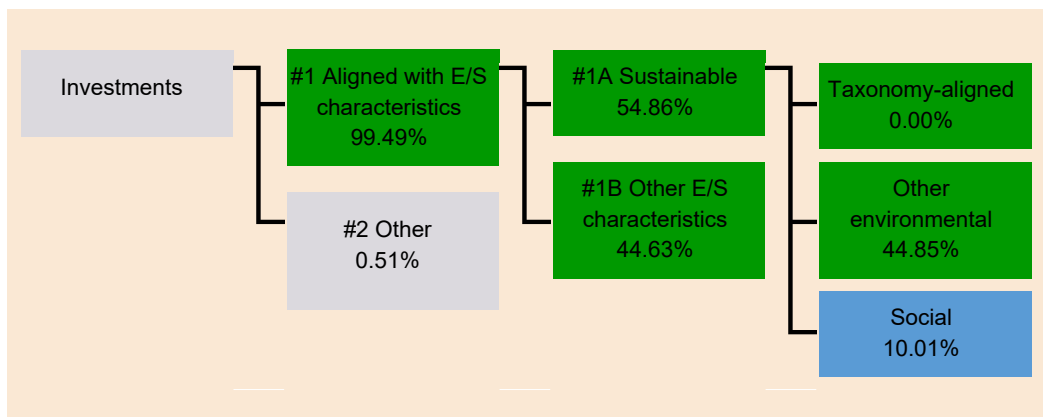 Investments
#1 Aligned with E/S
characteristics
99.49%
#2 Other
0.51%
#1A Sustainable
54.86%
#1B Other E/S
characteristics
44.63%
Taxonomy-aligned
0.00%
Other
environmental
44.85%
Social
10.01%